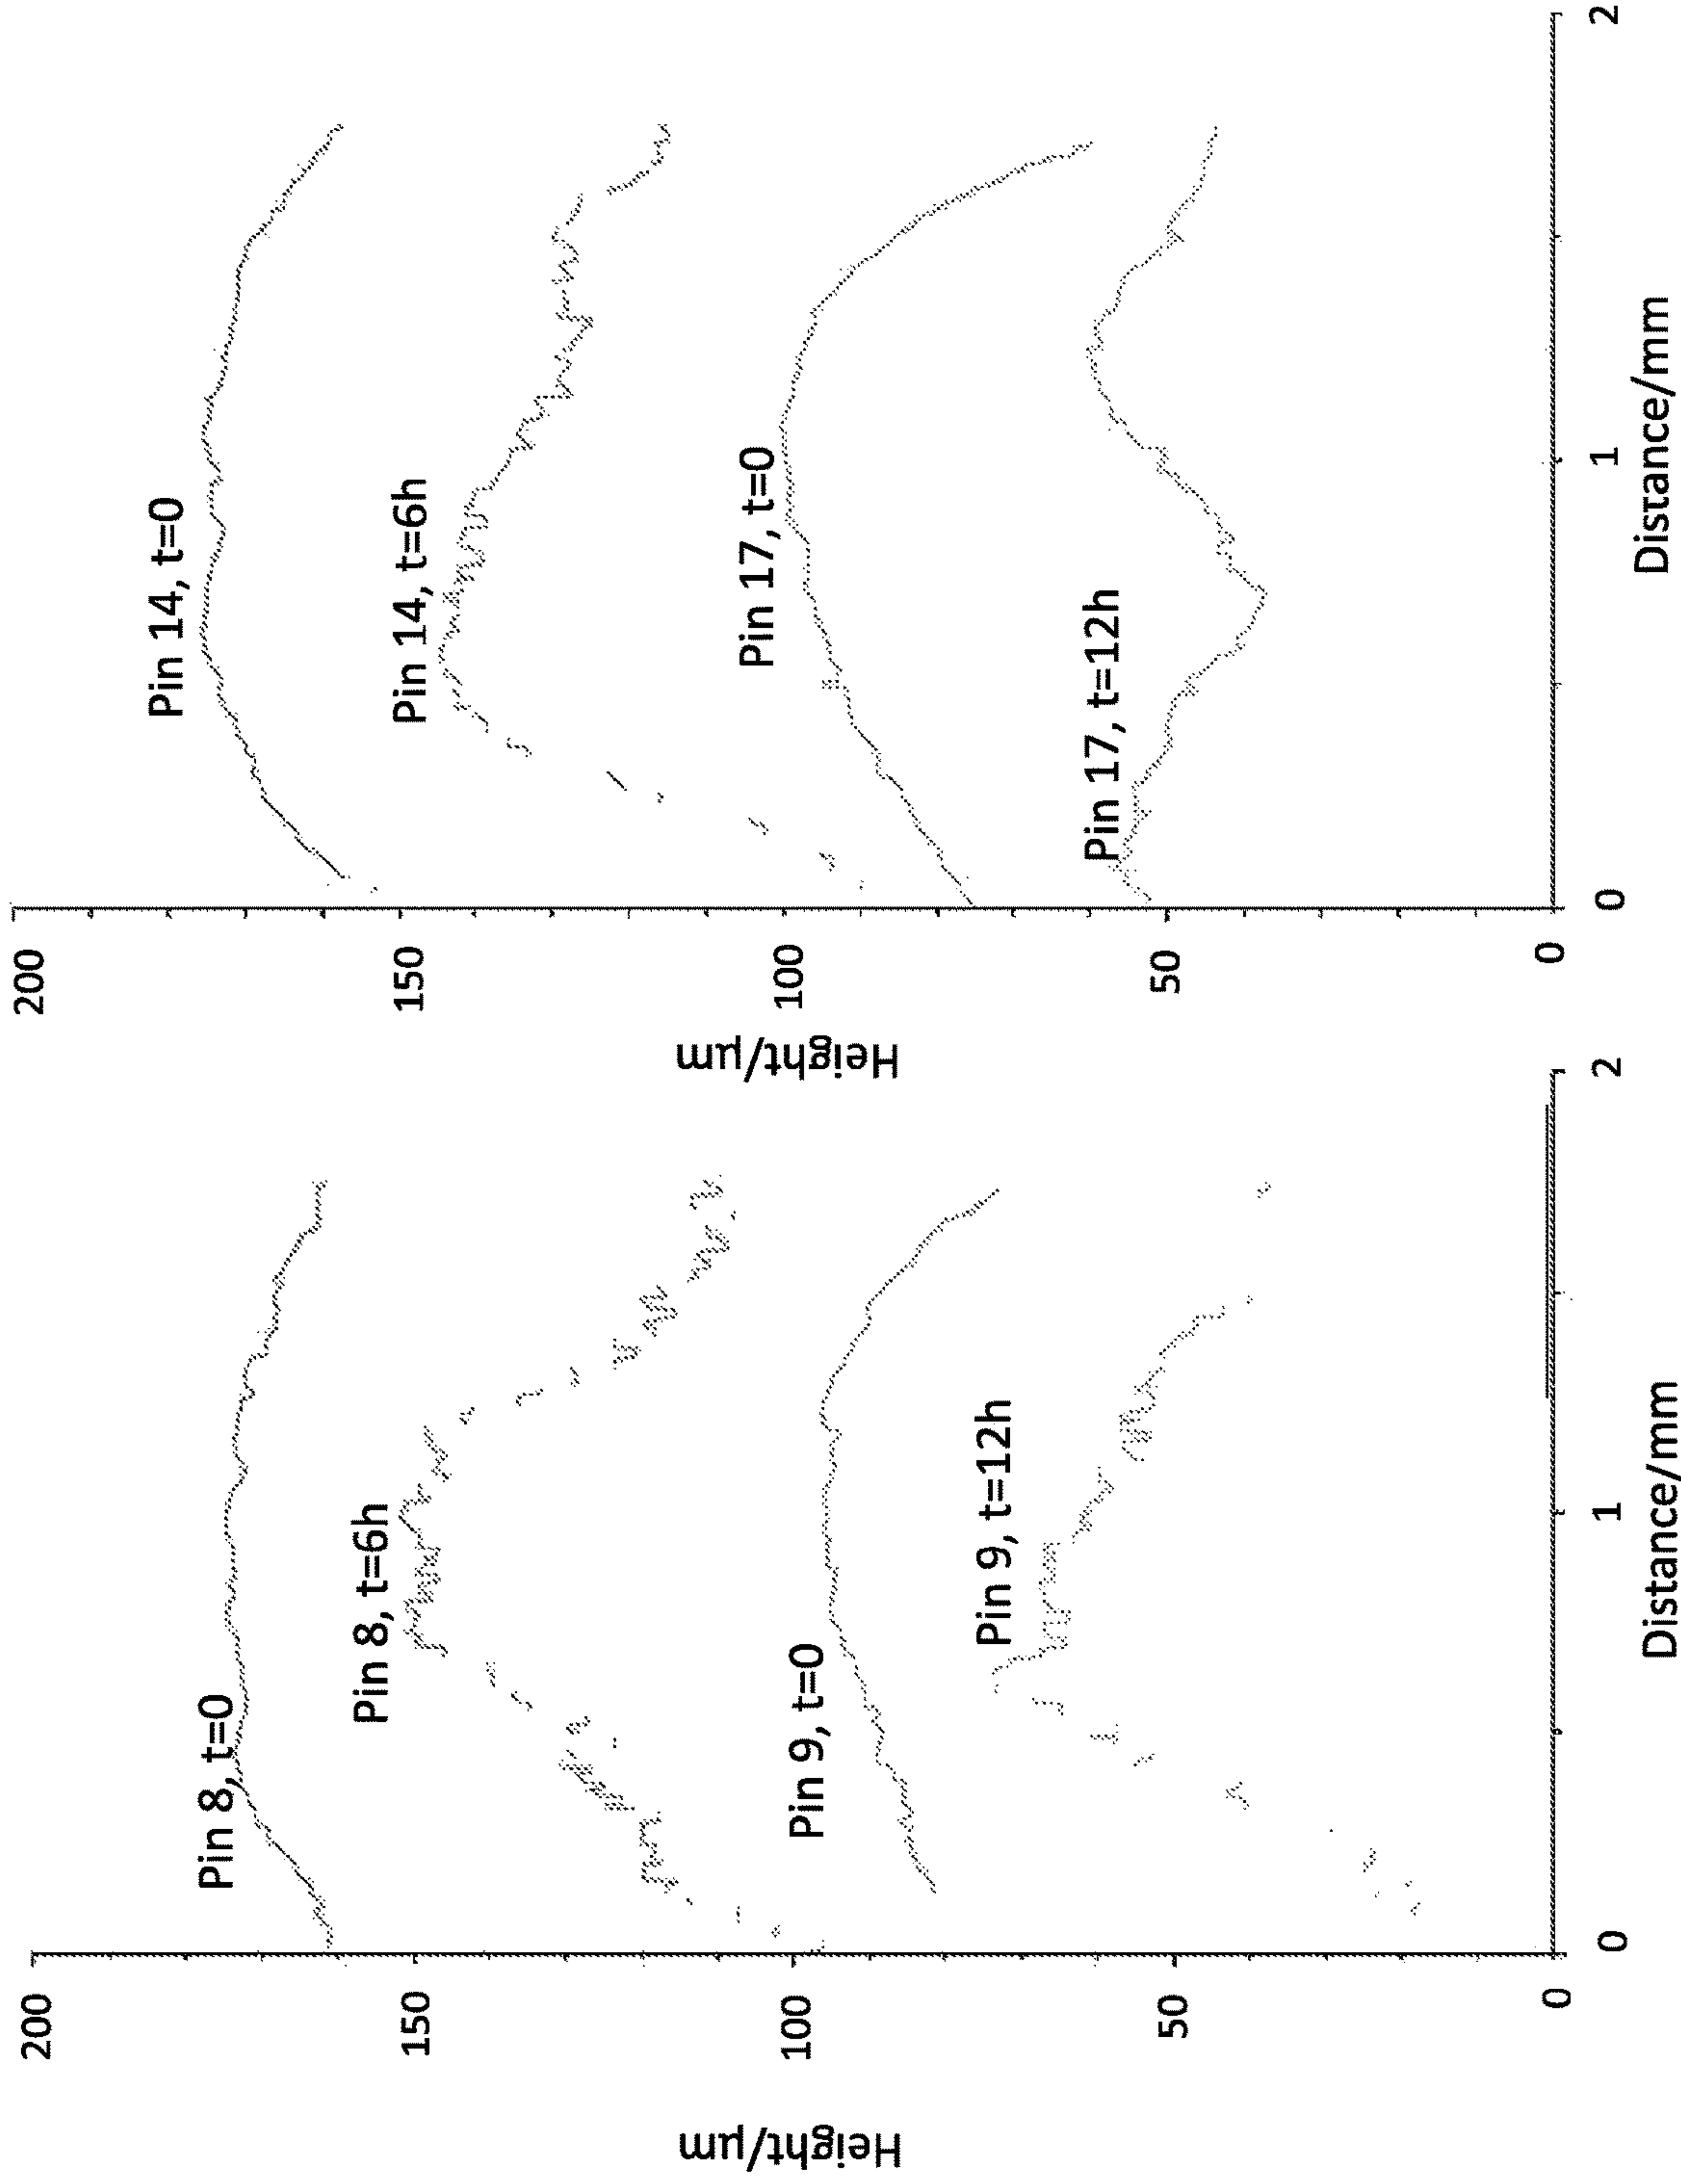 Height/µm
200
150
100
50
0
Pin 8, t=0
Pin 8, t=6h
Pin 9, t=0
Pin 9, t=12h
0
1
2
Distance/mm
Height/µm
200
150
100
50
0
Pin 14, t=0
Pin 14, t=6h
Pin 17, t=0
Pin 17, t=12h
0
1
2
Distance/mm